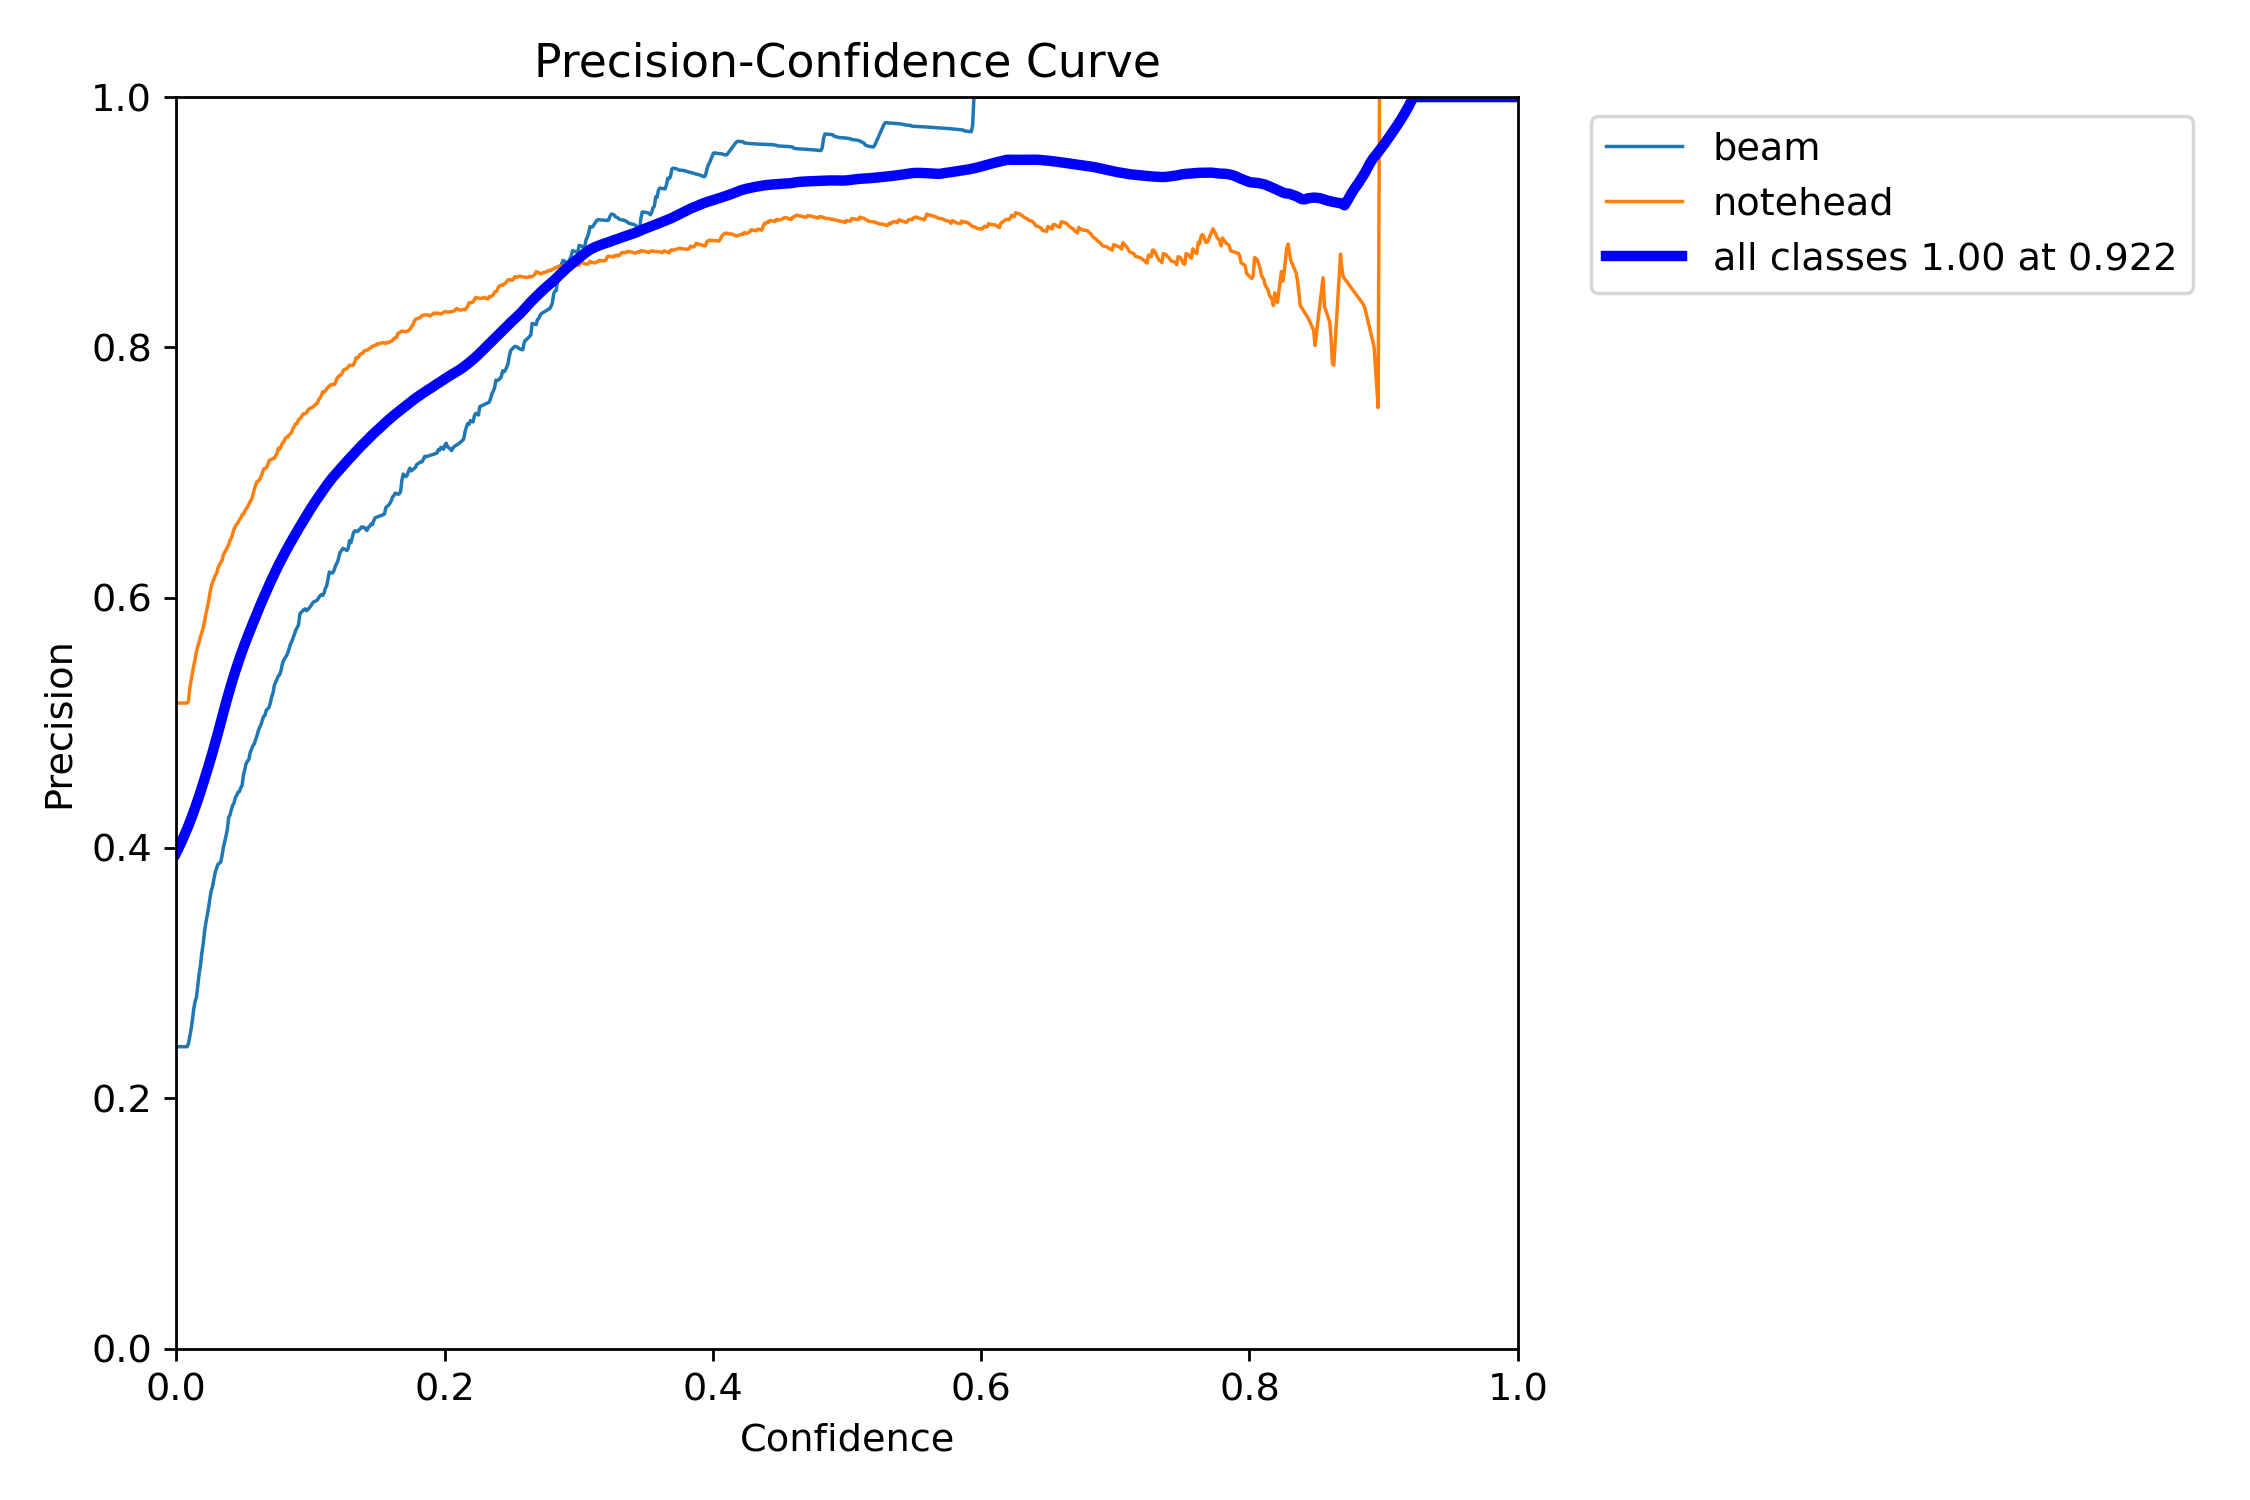 Precision-Confidence Curve
1.0
0.8
0.6
0.4
0.2
0.0
Precision
0.0 0.2 0.4 0.6 0.8 1.0
Confidence
beam
notehead
all classes 1.00 at 0.922